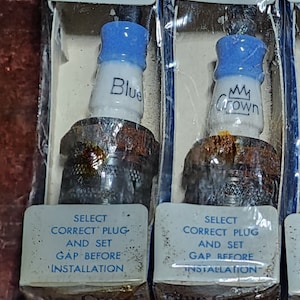 Blue
Crown
SELECT
CORRECT PLUG
AND SET
GAP BEFORE
INSTALLATION
SELECT
CORRECT PLUG
AND SET
GAP BEFORE
INSTALLATION